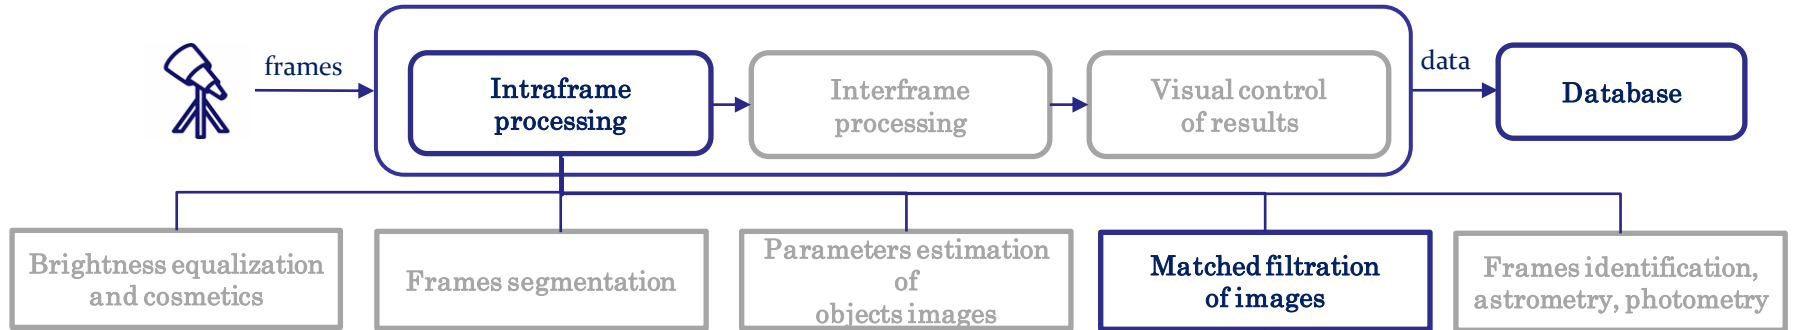 frames
Intraframe
processing
Interframe
processing
Visual control
of results
data
Database
Brightness equalization
and cosmetics
Frames segmentation
Parameters estimation
of
objects images
Matched filtration
of images
Frames identification,
astrometry, photometry